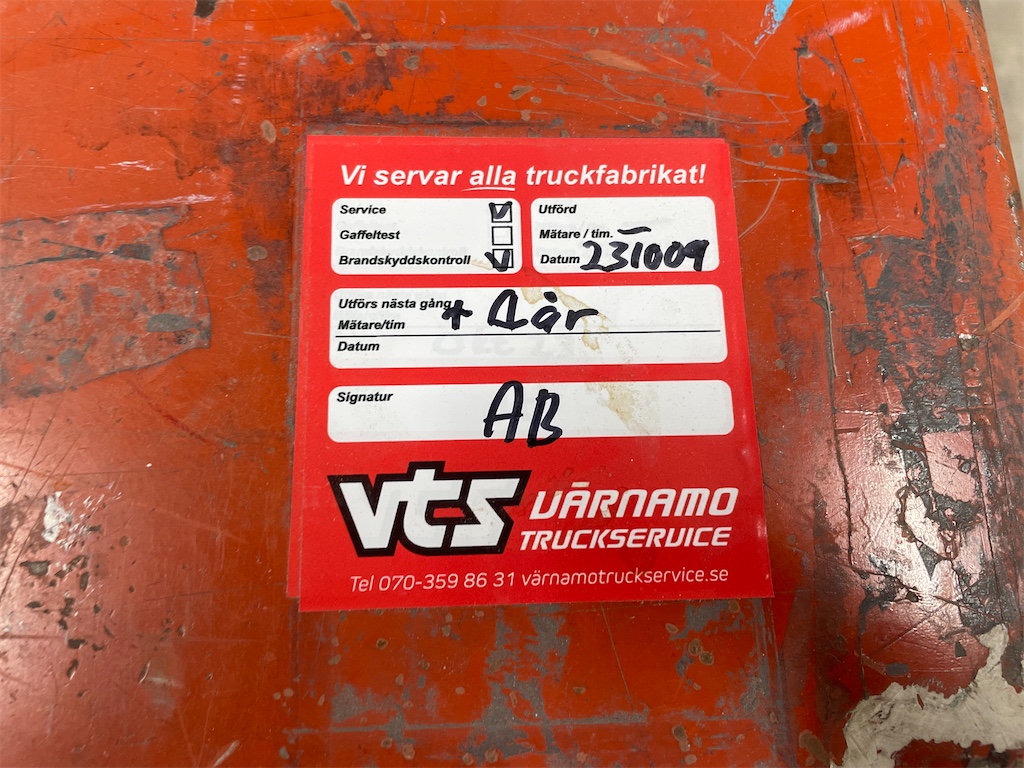 Vi servar alla truckfabrikat!
Service
Gaffeltest
Brandskyddskontroll
Utförd
Mätare / tim. –
Datum 231009
Utförs nästa gång + 1 år
Mätare/tim
Datum
Signatur AB
vts VÄRNAMO
TRUCKSERVICE
Tel 070-359 86 31 värnamotruckservice.se